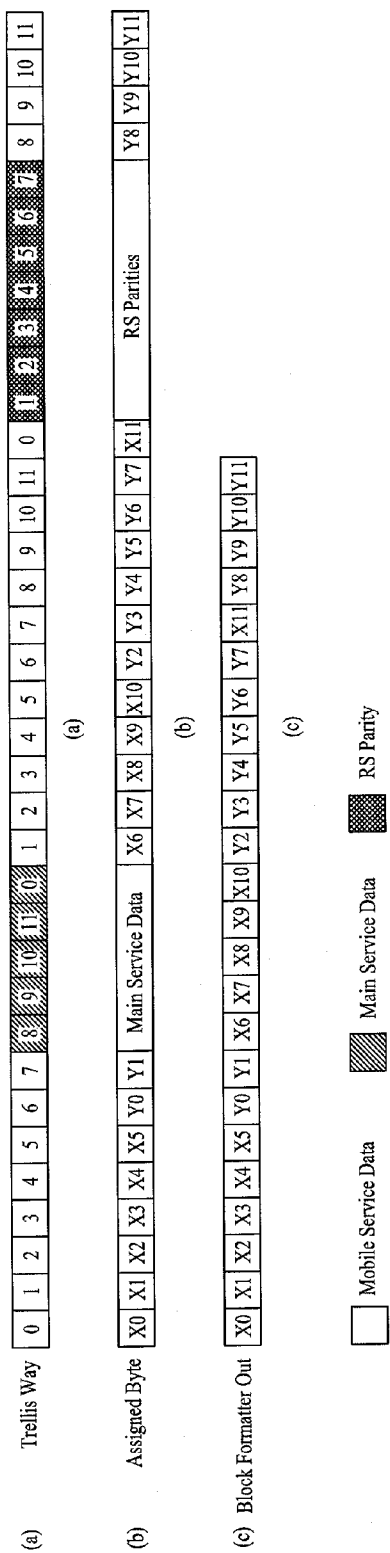 (a) Trellis Way 0 1 2 3 4 5 6 7 8 9 10 11 0 1 2 3 4 5 6 7 8 9 10 11 0 1 2 3 4 5 6 7 8 9 10 11
(a)
(b) Assigned Byte X0 X1 X2 X3 X4 X5 Y0 Y1 Main Service Data X6 X7 X8 X9 X10 Y2 Y3 Y4 Y5 Y6 Y7 X11 RS Parities Y8 Y9 Y10 Y11
(b)
(c) Block Formatter Out X0 X1 X2 X3 X4 X5 Y0 Y1 X6 X7 X8 X9 X10 Y2 Y3 Y4 Y5 Y6 Y7 X11 Y8 Y9 Y10 Y11
(c)
Mobile Service Data Main Service Data RS Parity